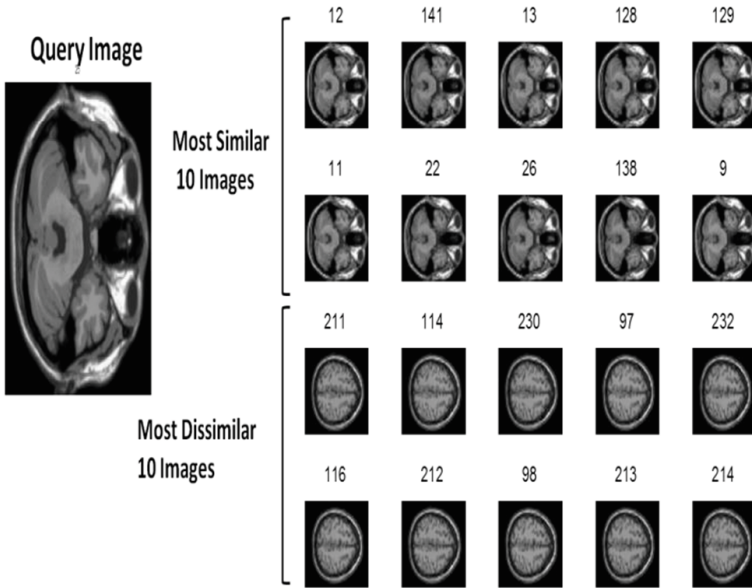 Query Image
Most Similar
10 Images
12 141 13 128 129
11 22 26 138 9
Most Dissimilar
10 Images
211 114 230 97 232
116 212 98 213 214